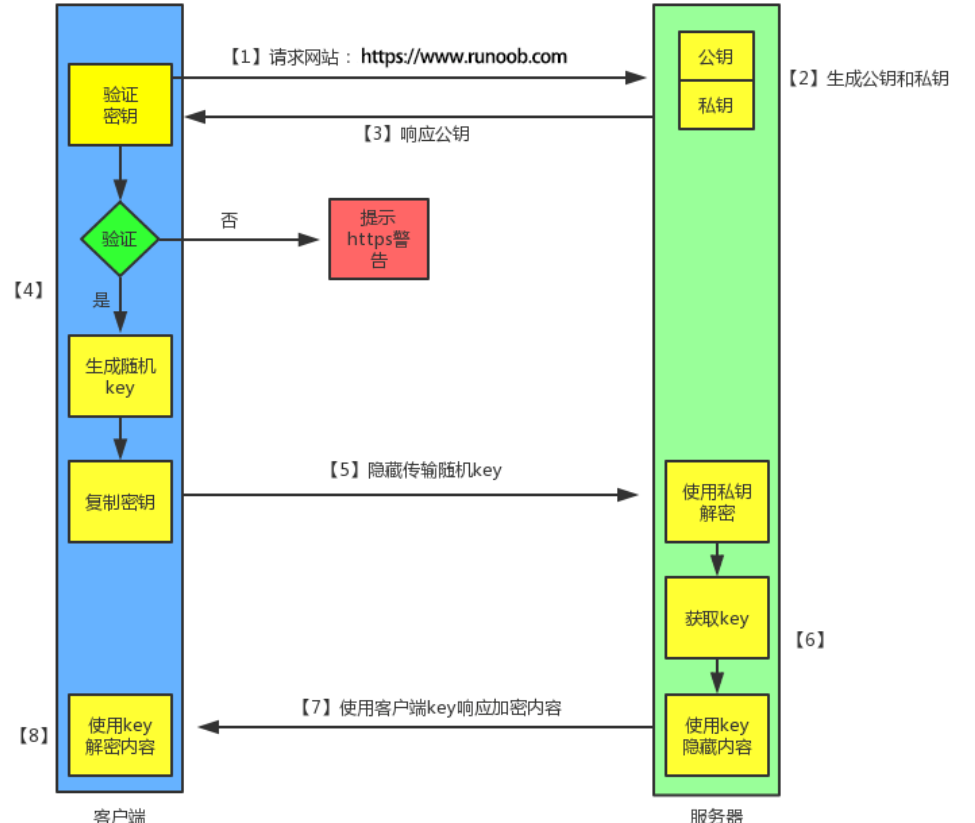 【1】请求网站： https://www.runoob.com
公钥
【2】生成公钥和私钥
验证
密钥
私钥
【3】响应公钥
否
提示
https警
告
验证
【4】
是
生成随机
key
【5】隐藏传输随机key
复制密钥
使用私钥
解密
获取key
【6】
【7】使用客户端key响应加密内容
【8】
使用key
解密内容
使用key
隐藏内容
客户端
服务器